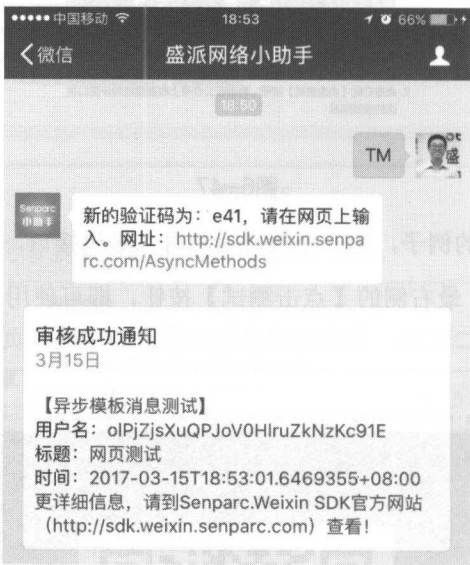 中国移动 18:53 66%
微信 盛派网络小助手
18:50
TM
Senparc
小助手
新的验证码为：e41，请在网页上输
入。网址：http://sdk.weixin.senpa
rc.com/AsyncMethods
审核成功通知
3月15日
【异步模板消息测试】
用户名：olPjZjsXuQPJoV0HlruZkNzKc91E
标题：网页测试
时间：2017-03-15T18:53:01.6469355+08:00
更详细信息，请到Senparc.Weixin SDK官方网站
（http://sdk.weixin.senparc.com）查看！